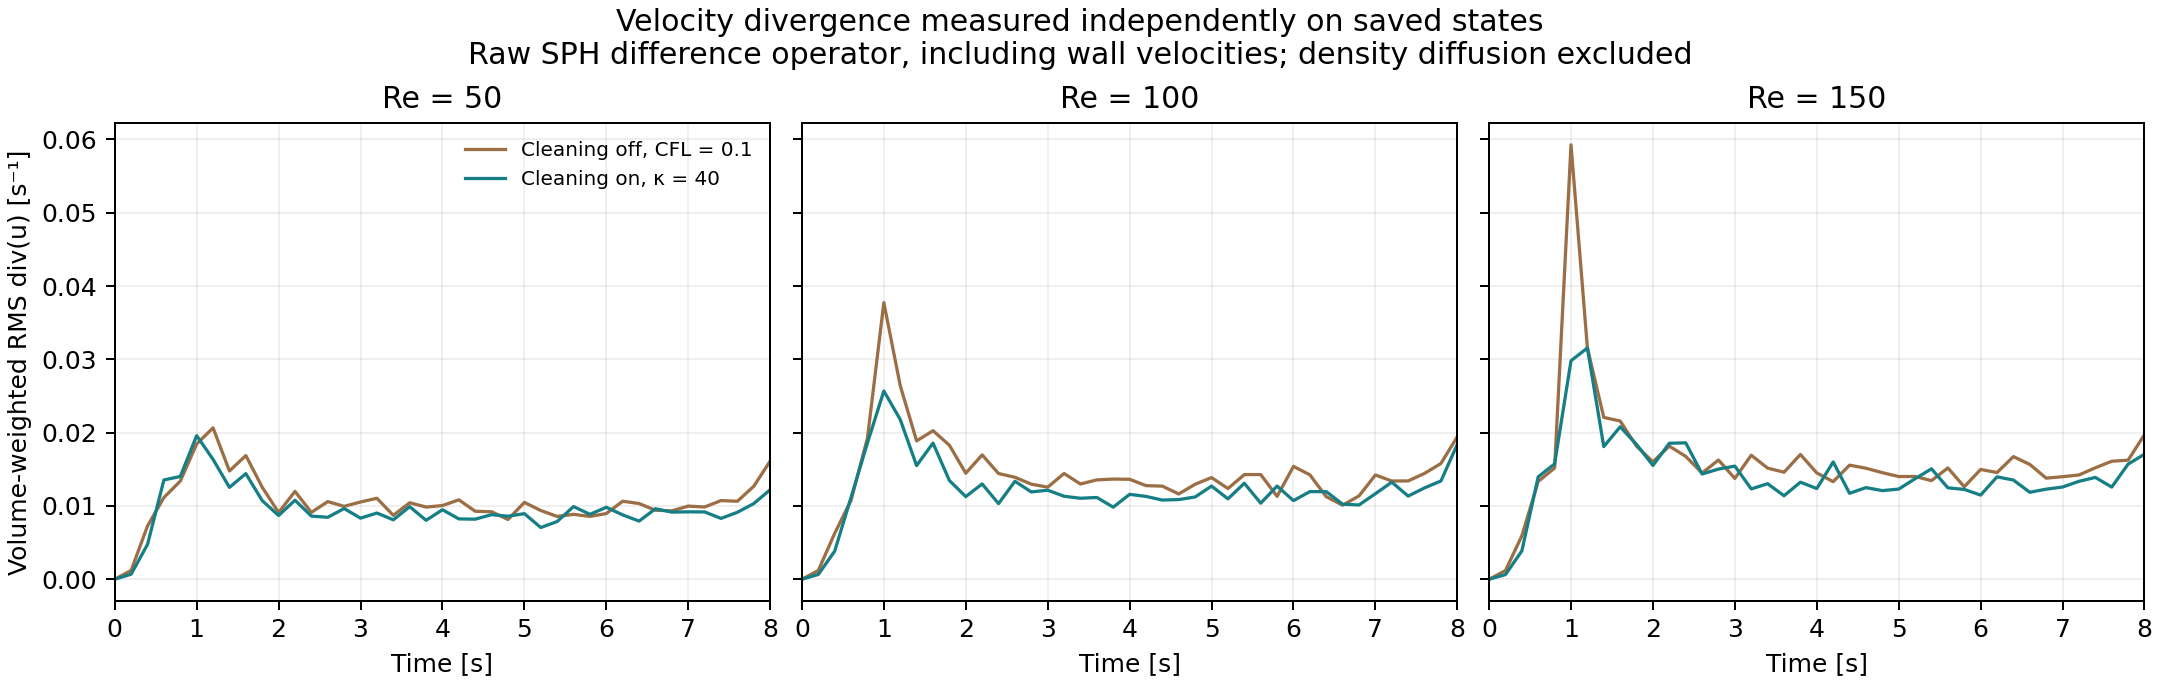 Velocity divergence measured independently on saved states
Raw SPH difference operator, including wall velocities; density diffusion excluded
Re = 50
Re = 100
Re = 150
Volume-weighted RMS div(u) [s⁻¹]
0.06
0.05
0.04
0.03
0.02
0.01
0.00
Cleaning off, CFL = 0.1
Cleaning on, κ = 40
0 1 2 3 4 5 6 7 8
0 1 2 3 4 5 6 7 8
0 1 2 3 4 5 6 7 8
Time [s]
Time [s]
Time [s]